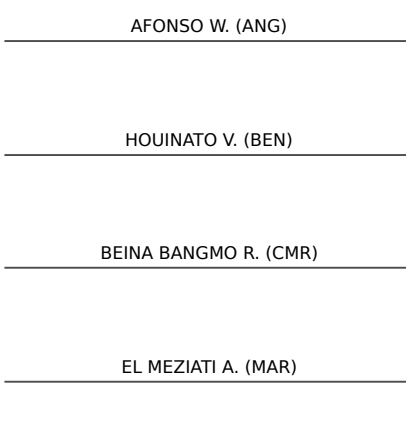 AFONSO W. (ANG)
HOUINATO V. (BEN)
BEINA BANGMO R. (CMR)
EL MEZIATI A. (MAR)